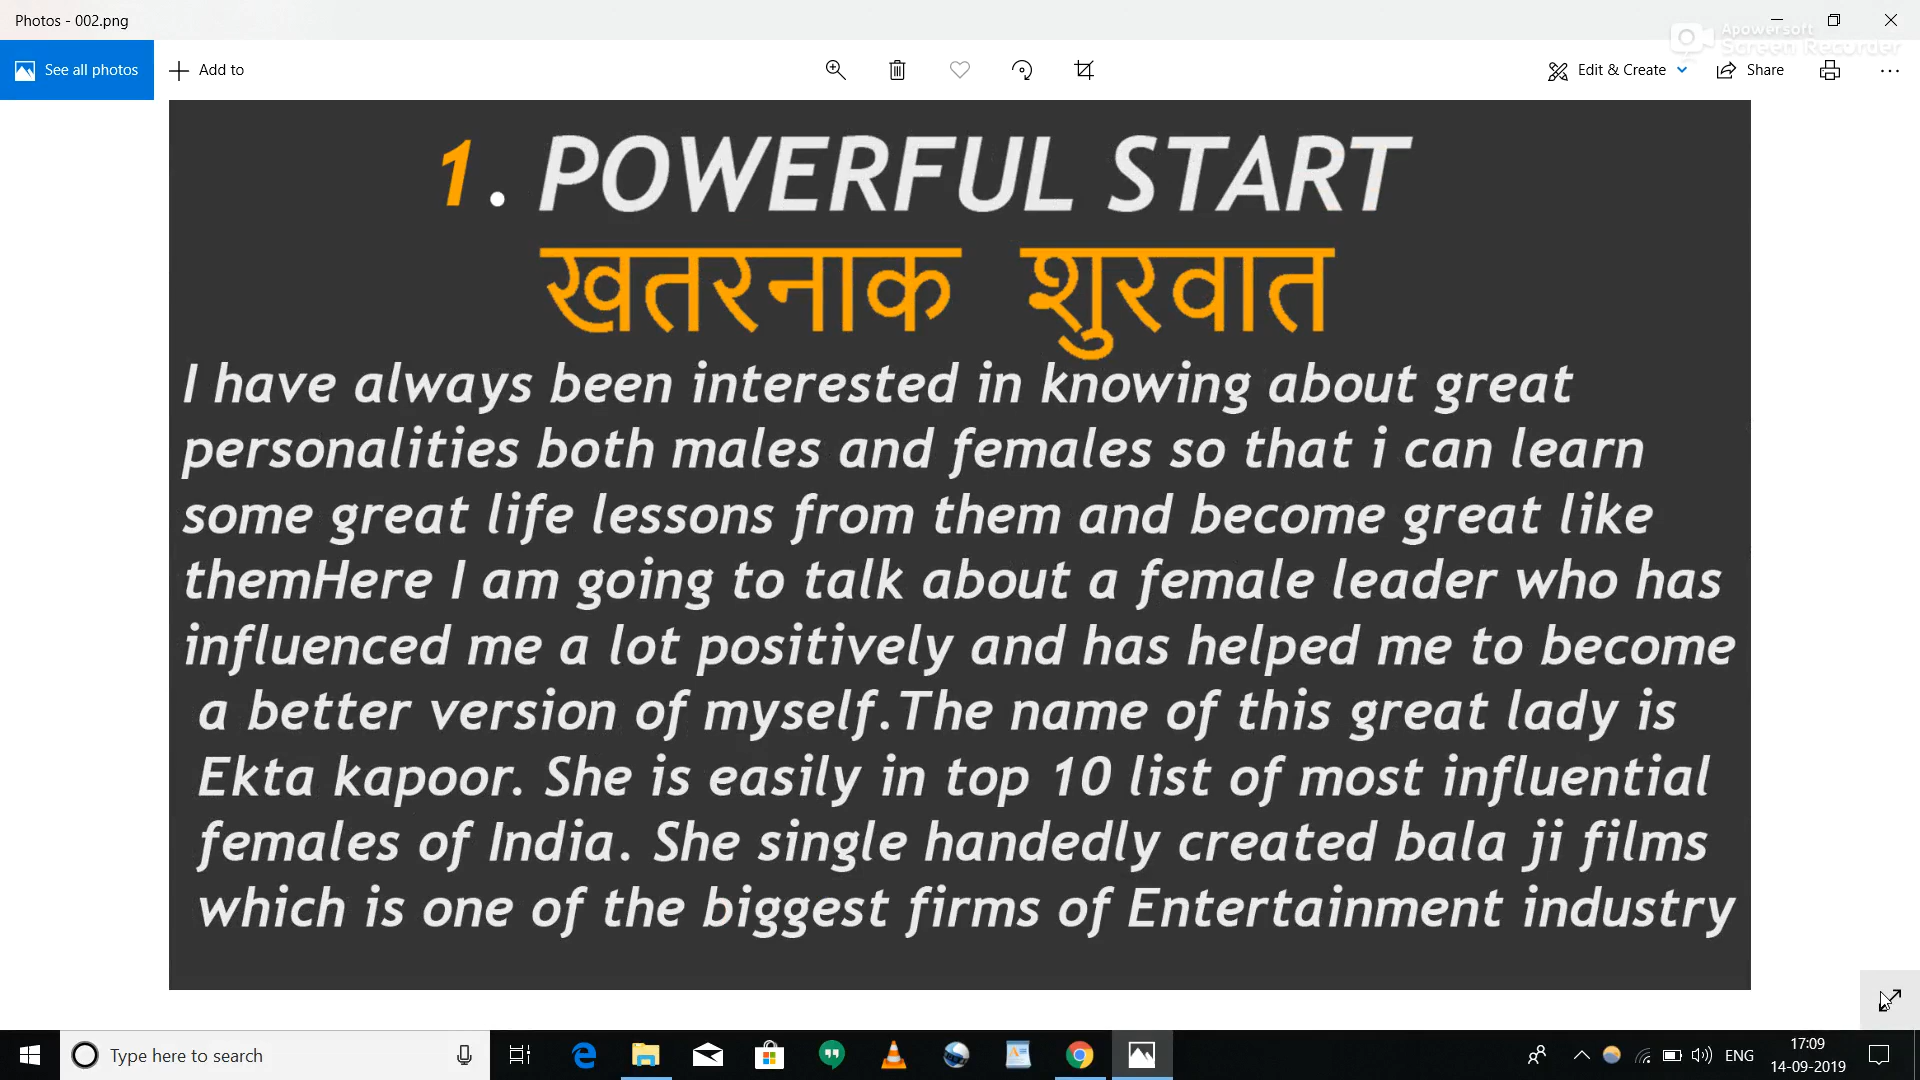 Photos - 002.png
Apowersoft
Screen Recorder
See all photos
Add to
Edit & Create
Share
1. POWERFUL START
खतरनाक शुरवात
I have always been interested in knowing about great
personalities both males and females so that i can learn
some great life lessons from them and become great like
themHere I am going to talk about a female leader who has
influenced me a lot positively and has helped me to become
a better version of myself.The name of this great lady is
Ekta kapoor. She is easily in top 10 list of most influential
females of India. She single handedly created bala ji films
which is one of the biggest firms of Entertainment industry
Type here to search
ENG
17:09
14-09-2019